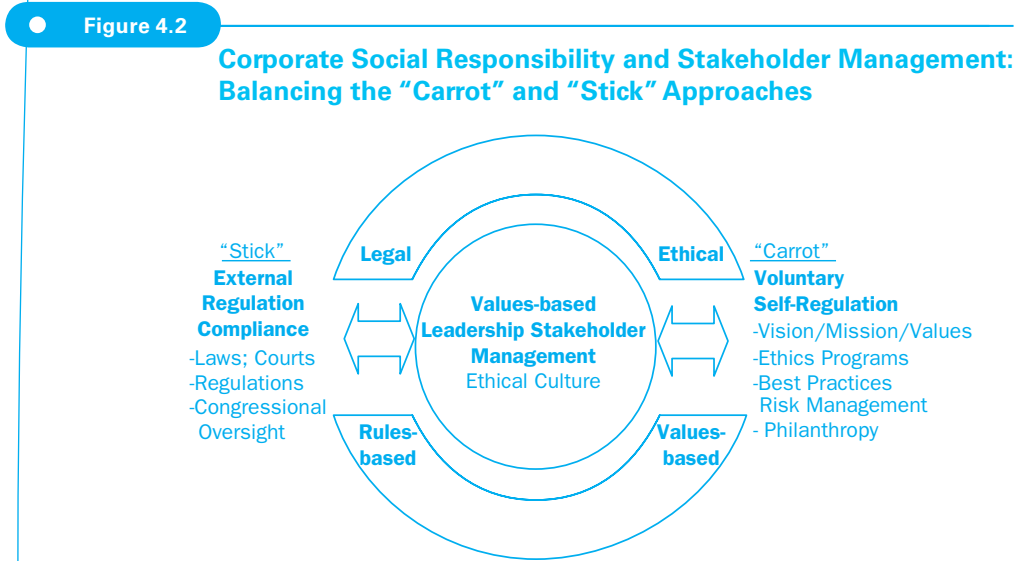 Figure 4.2
Corporate Social Responsibility and Stakeholder Management:
Balancing the “Carrot” and “Stick” Approaches
“Stick”
External
Regulation
Compliance
-Laws; Courts
-Regulations
-Congressional
Oversight
Legal
Rules-
based
Values-based
Leadership Stakeholder
Management
Ethical Culture
Ethical
Values-
based
“Carrot”
Voluntary
Self-Regulation
-Vision/Mission/Values
-Ethics Programs
-Best Practices
Risk Management
- Philanthropy